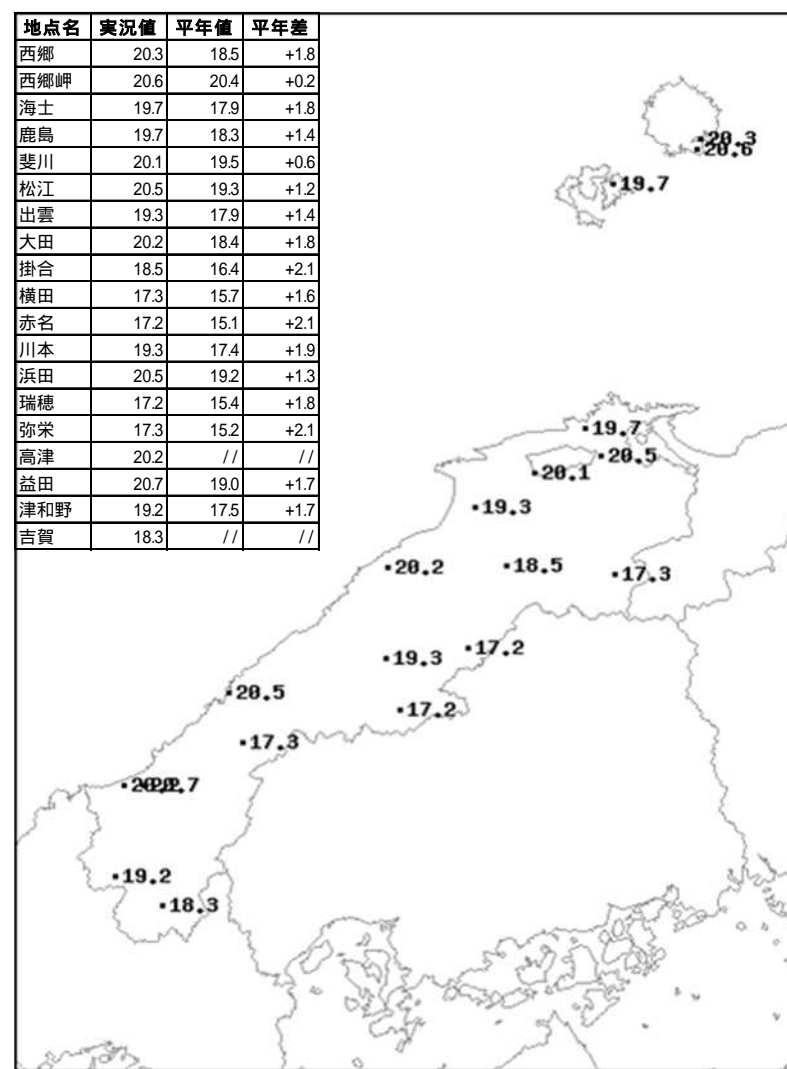 地点名 実況値 平年値 平年差
西郷 20.3 18.5 +1.8
西郷岬 20.6 20.4 +0.2
海士 19.7 17.9 +1.8
鹿島 19.7 18.3 +1.4
斐川 20.1 19.5 +0.6
松江 20.5 19.3 +1.2
出雲 19.3 17.9 +1.4
大田 20.2 18.4 +1.8
掛合 18.5 16.4 +2.1
横田 17.3 15.7 +1.6
赤名 17.2 15.1 +2.1
川本 19.3 17.4 +1.9
浜田 20.5 19.2 +1.3
瑞穂 17.2 15.4 +1.8
弥栄 17.3 15.2 +2.1
高津 20.2 // //
益田 20.7 19.0 +1.7
津和野 19.2 17.5 +1.7
吉賀 18.3 // //
20.3
20.6
19.7
19.7
20.5
20.1
19.3
20.2
18.5
17.3
17.2
19.3
20.5
17.2
17.3
20.2
20.7
19.2
18.3